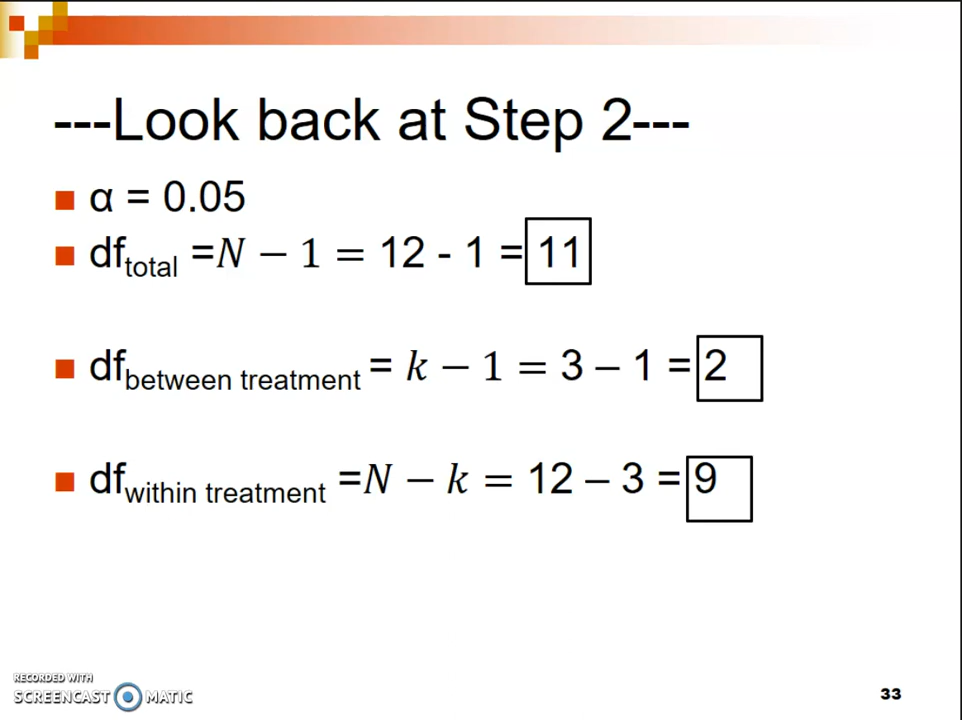 ---Look back at Step 2---
α = 0.05
df_total =N − 1 = 12 - 1 = 11
df_between treatment = k − 1 = 3 – 1 = 2
df_within treatment =N − k = 12 – 3 = 9
RECORDED WITH
SCREENCAST MATIC
33